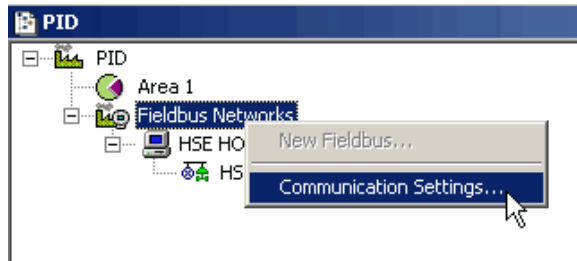 PID
PID
Area 1
Fieldbus Networks
HSE HO
New Fieldbus...
HS
Communication Settings...